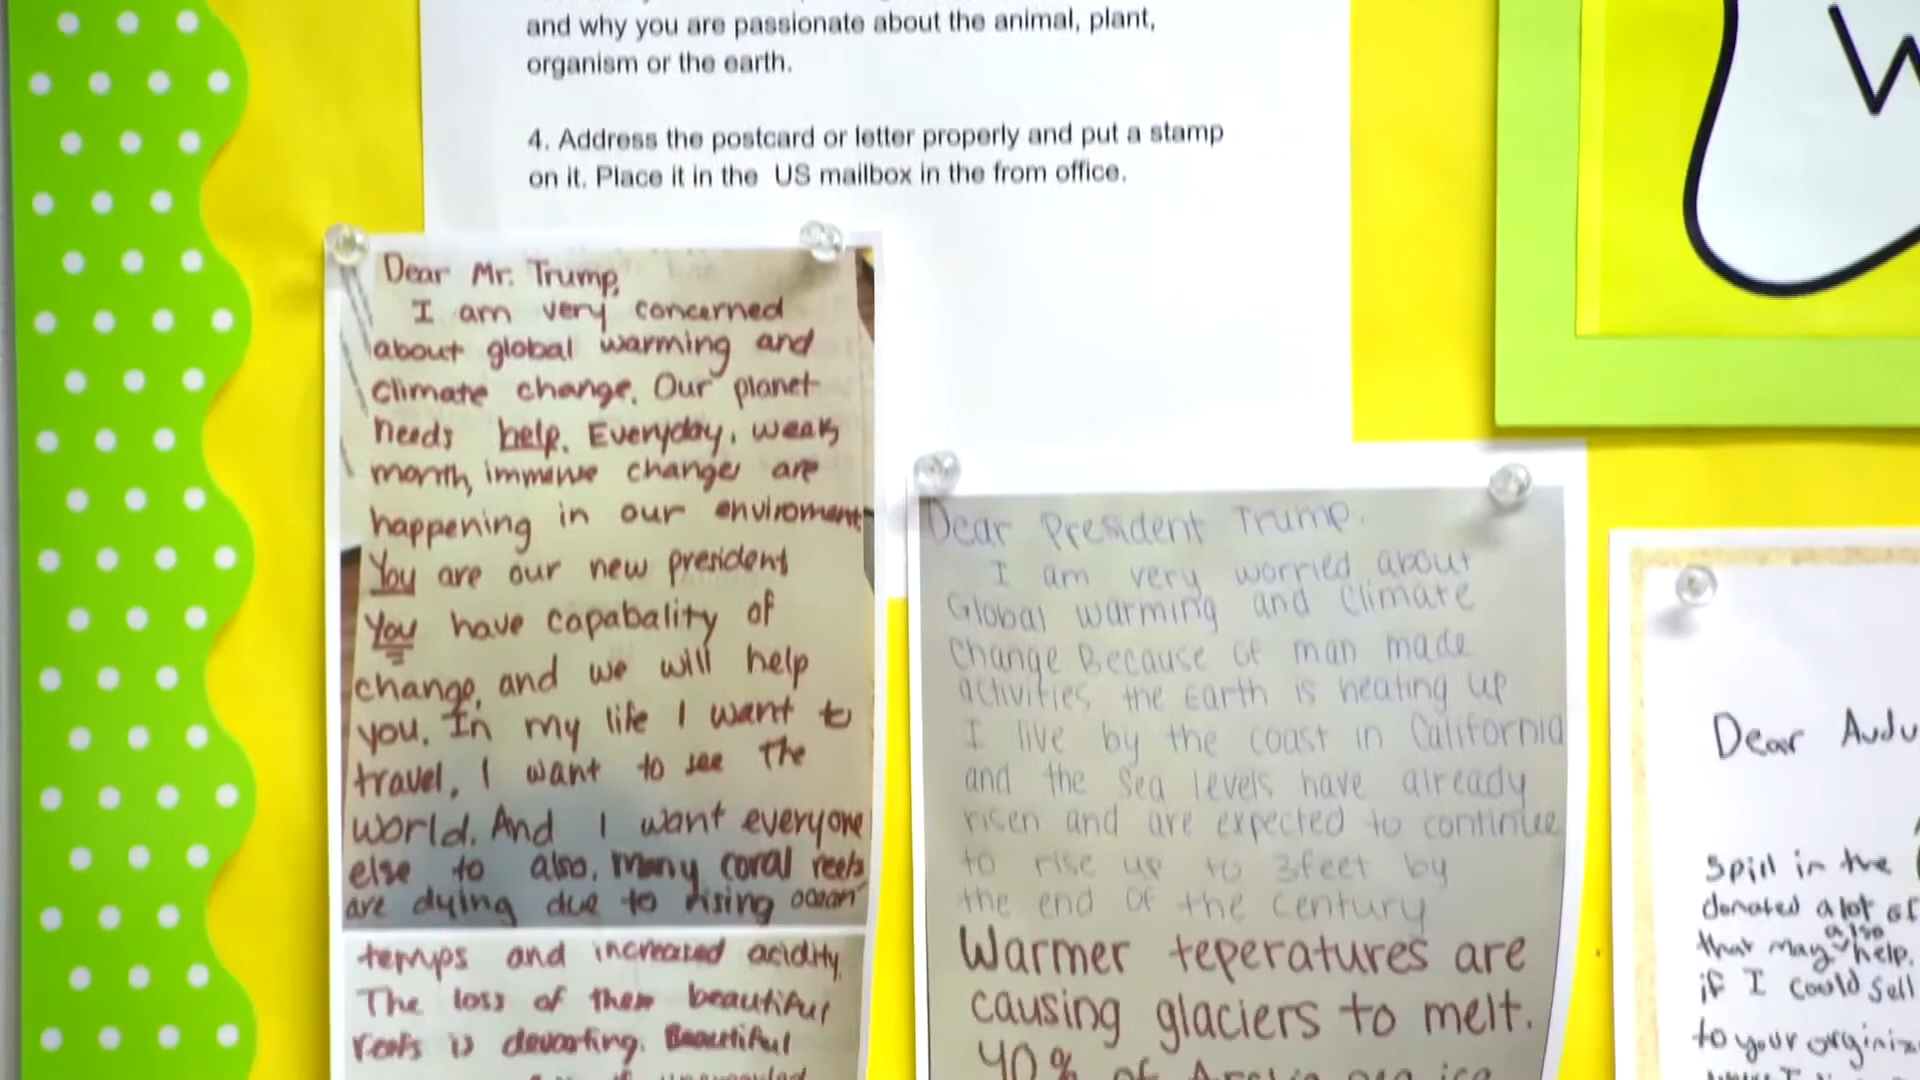 and why you are passionate about the animal, plant,
organism or the earth.
4. Address the postcard or letter properly and put a stamp
on it. Place it in the US mailbox in the from office.
Dear Mr. Trump,
I am very concerned
about global warming and
climate change. Our planet
needs help. Everyday, week,
month, immense changes are
happening in our enviroment
You are our new president
You have capabality of
change, and we will help
you. In my life I want to
travel. I want to see the
world. And I want everyone
else to also. Many coral reefs
are dying due to rising ocean
temps and increased acidity.
The loss of these beautiful
reefs is devasting. Beautiful
Dear President Trump.
I am very worried about
Global warming and Climate
change Because of man made
activities the Earth is heating up
I live by the coast in California
and the Sea levels have already
risen and are expected to continue
to rise up to 3feet by
the end of the century
Warmer teperatures are
causing glaciers to melt.
40% of Arctic sea ice
W
Dear Audu
spill in the
donated a lot of
also
that may help.
if I could sell
to your orginiz